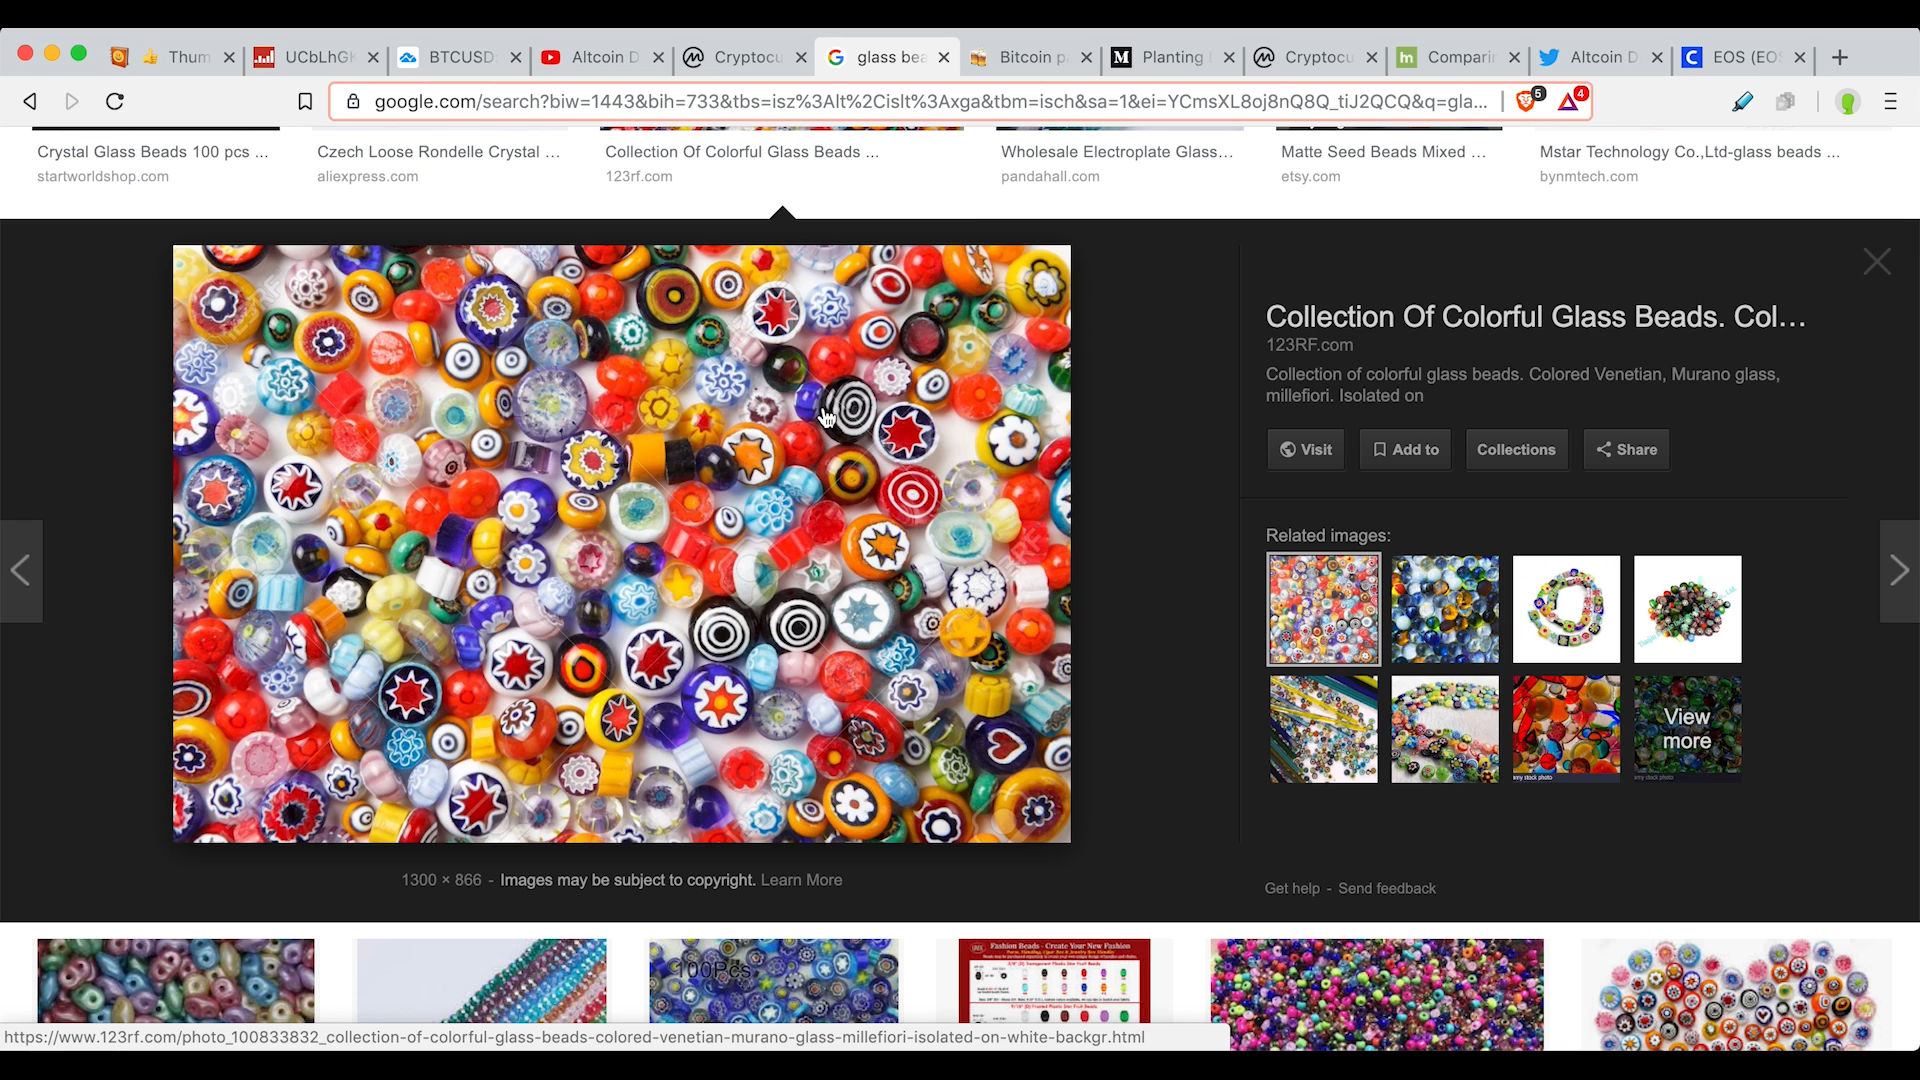 Thum
UCbLhGK
BTCUSD
Altcoin D
Cryptocu
glass bea
Bitcoin p
Planting
Cryptocu
Comparin
Altcoin D
EOS (EOS
google.com/search?biw=1443&bih=733&tbs=isz%3Alt%2Cislt%3Axga&tbm=isch&sa=1&ei=YCmsXL8oj8nQ8Q_tiJ2QCQ&q=gla...
5
4
Crystal Glass Beads 100 pcs ...
startworldshop.com
Czech Loose Rondelle Crystal ...
aliexpress.com
Collection Of Colorful Glass Beads ...
123rf.com
Wholesale Electroplate Glass...
pandahall.com
Matte Seed Beads Mixed ...
etsy.com
Mstar Technology Co.,Ltd-glass beads ...
bynmtech.com
Collection Of Colorful Glass Beads. Col...
123RF.com
Collection of colorful glass beads. Colored Venetian, Murano glass,
millefiori. Isolated on
Visit
Add to
Collections
Share
Related images:
View
more
1300 × 866 - Images may be subject to copyright. Learn More
Get help - Send feedback
100Pcs
Fashion Beads - Create Your New Fashion
https://www.123rf.com/photo_100833832_collection-of-colorful-glass-beads-colored-venetian-murano-glass-millefiori-isolated-on-white-backgr.html